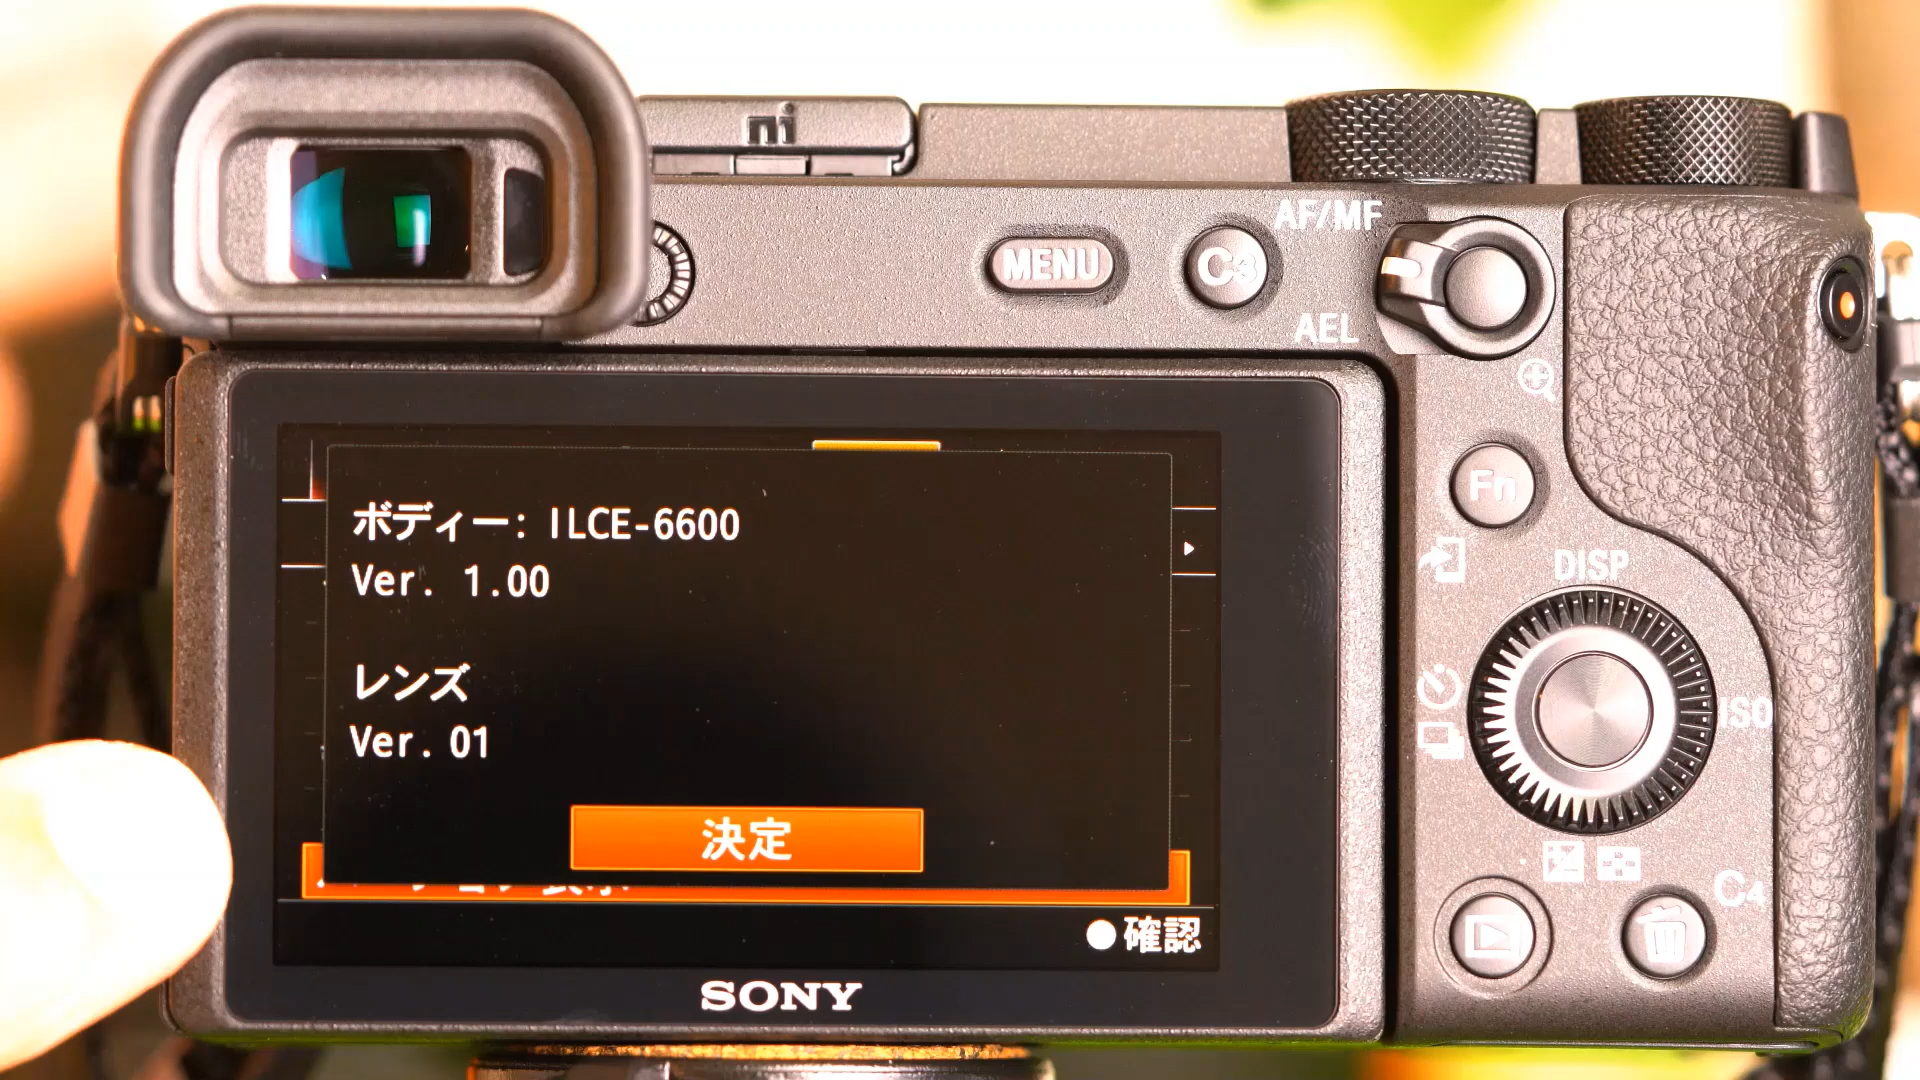 MENU
C3
AF/MF
AEL
Fn
DISP
ISO
C4
ボディー: ILCE-6600
Ver. 1.00
レンズ
Ver. 01
決定
●確認
SONY